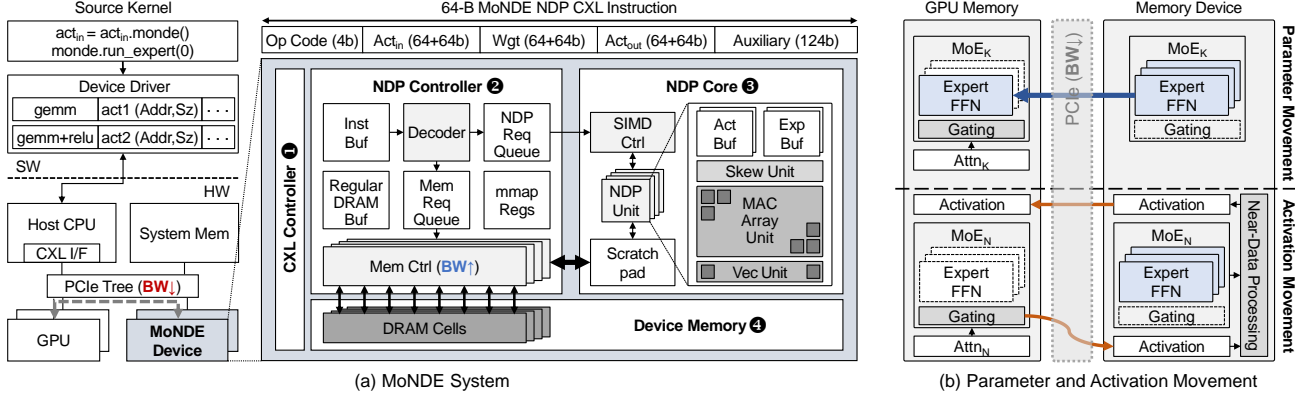 Source Kernel
act_in = act_in.monde()
monde.run_expert(0)
Device Driver
gemm act1 (Addr,Sz) · · ·
gemm+relu act2 (Addr,Sz) · · ·
SW
HW
Host CPU
CXL I/F
System Mem
PCIe Tree (BW↓)
GPU
MoNDE
Device
64-B MoNDE NDP CXL Instruction
Op Code (4b) Act_in (64+64b) Wgt (64+64b) Act_out (64+64b) Auxiliary (124b)
CXL Controller ❶
NDP Controller ❷
Inst
Buf
Decoder
NDP
Req
Queue
Regular
DRAM
Buf
Mem
Req
Queue
mmap
Regs
Mem Ctrl (BW↑)
NDP Core ❸
SIMD
Ctrl
NDP
Unit
Scratch
pad
Act
Buf
Exp
Buf
Skew Unit
MAC
Array
Unit
Vec Unit
DRAM Cells
Device Memory ❹
(a) MoNDE System
GPU Memory
Memory Device
MoE_K
Expert
FFN
Gating
Attn_K
PCIe (BW↓)
MoE_K
Expert
FFN
Gating
Parameter Movement
Activation
MoE_N
Expert
FFN
Gating
Attn_N
Activation
MoE_N
Expert
FFN
Gating
Activation
Near-Data Processing
Activation Movement
(b) Parameter and Activation Movement